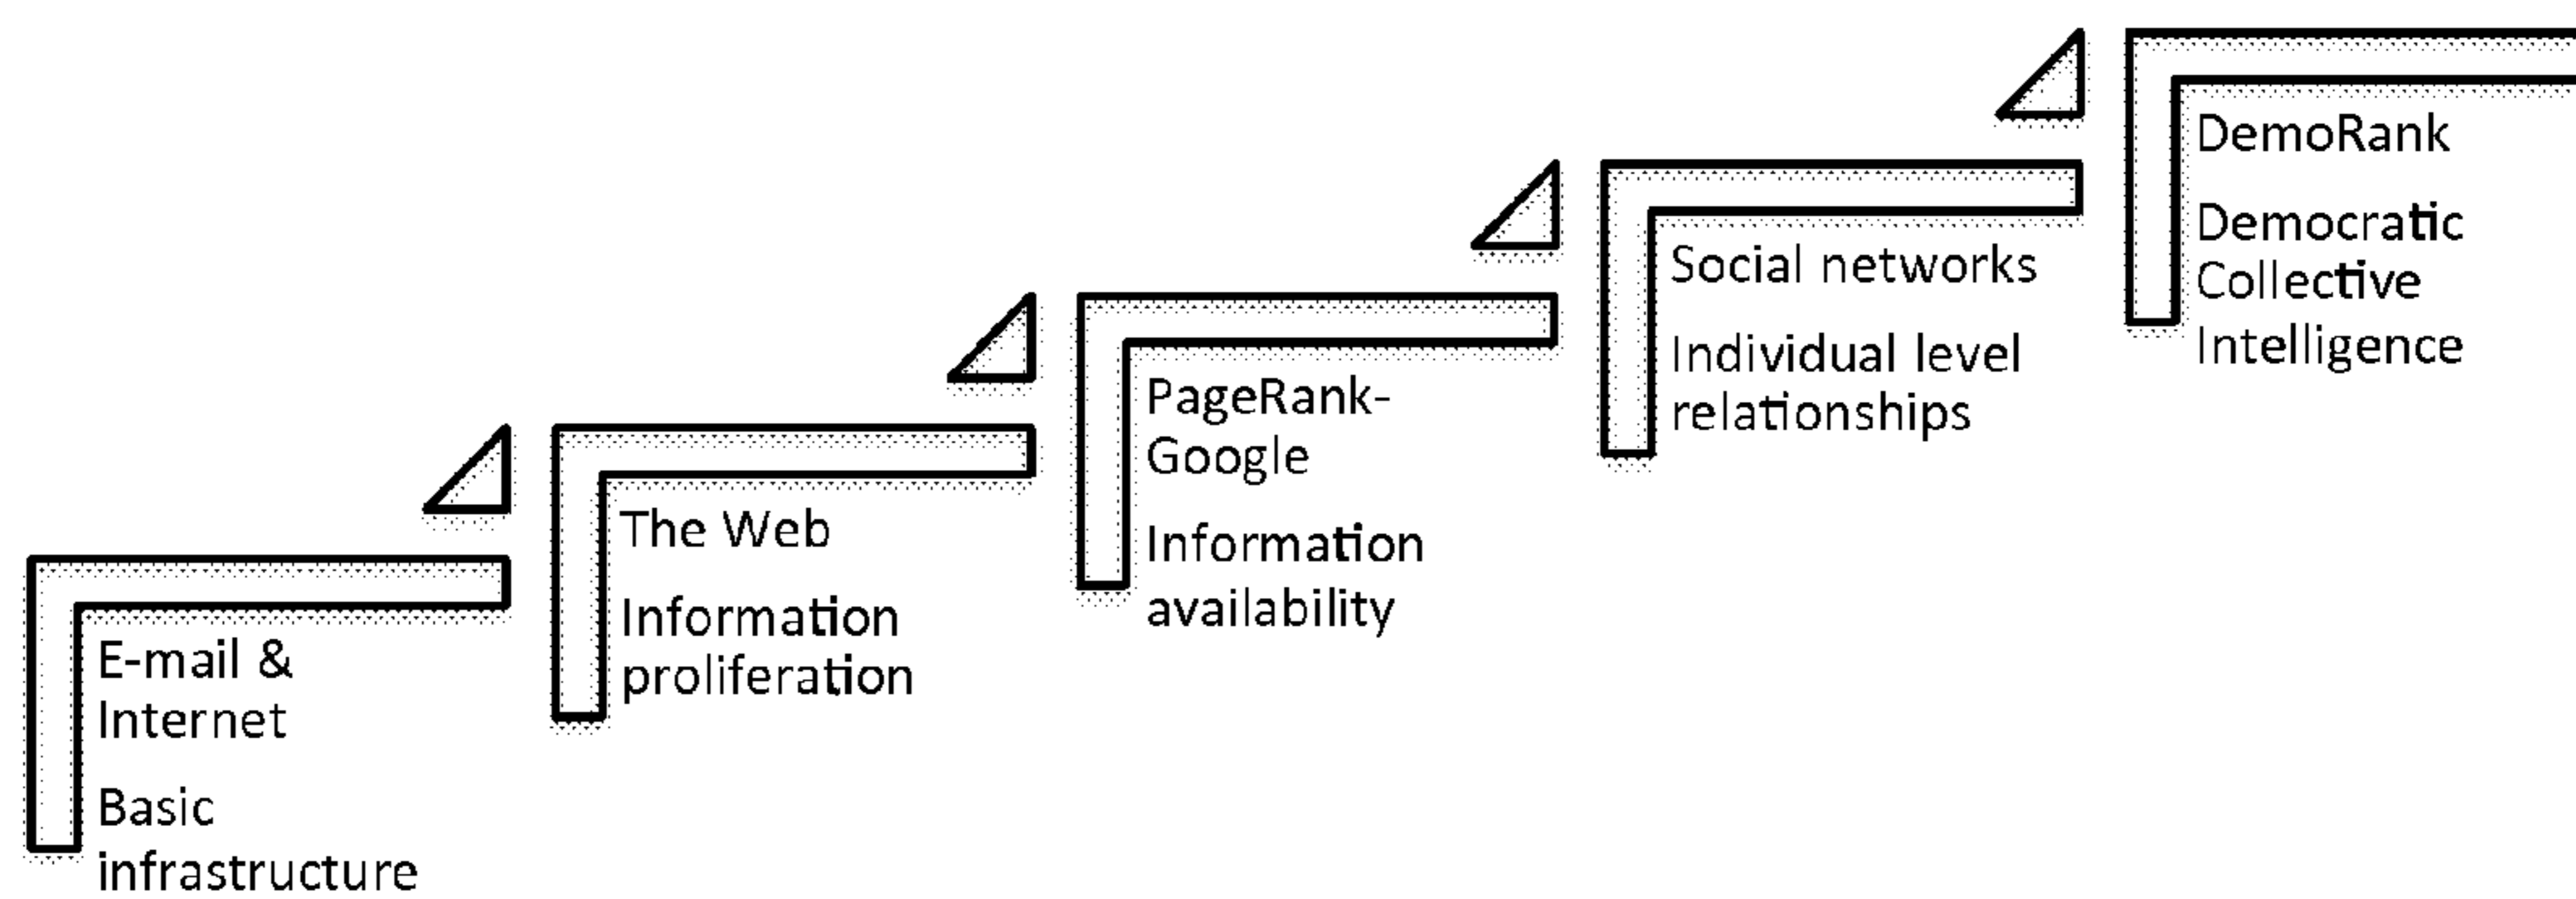 E-mail &
Internet
Basic
infrastructure
The Web
Information
proliferation
PageRank-
Google
Information
availability
Social networks
Individual level
relationships
DemoRank
Democratic
Collective
Intelligence